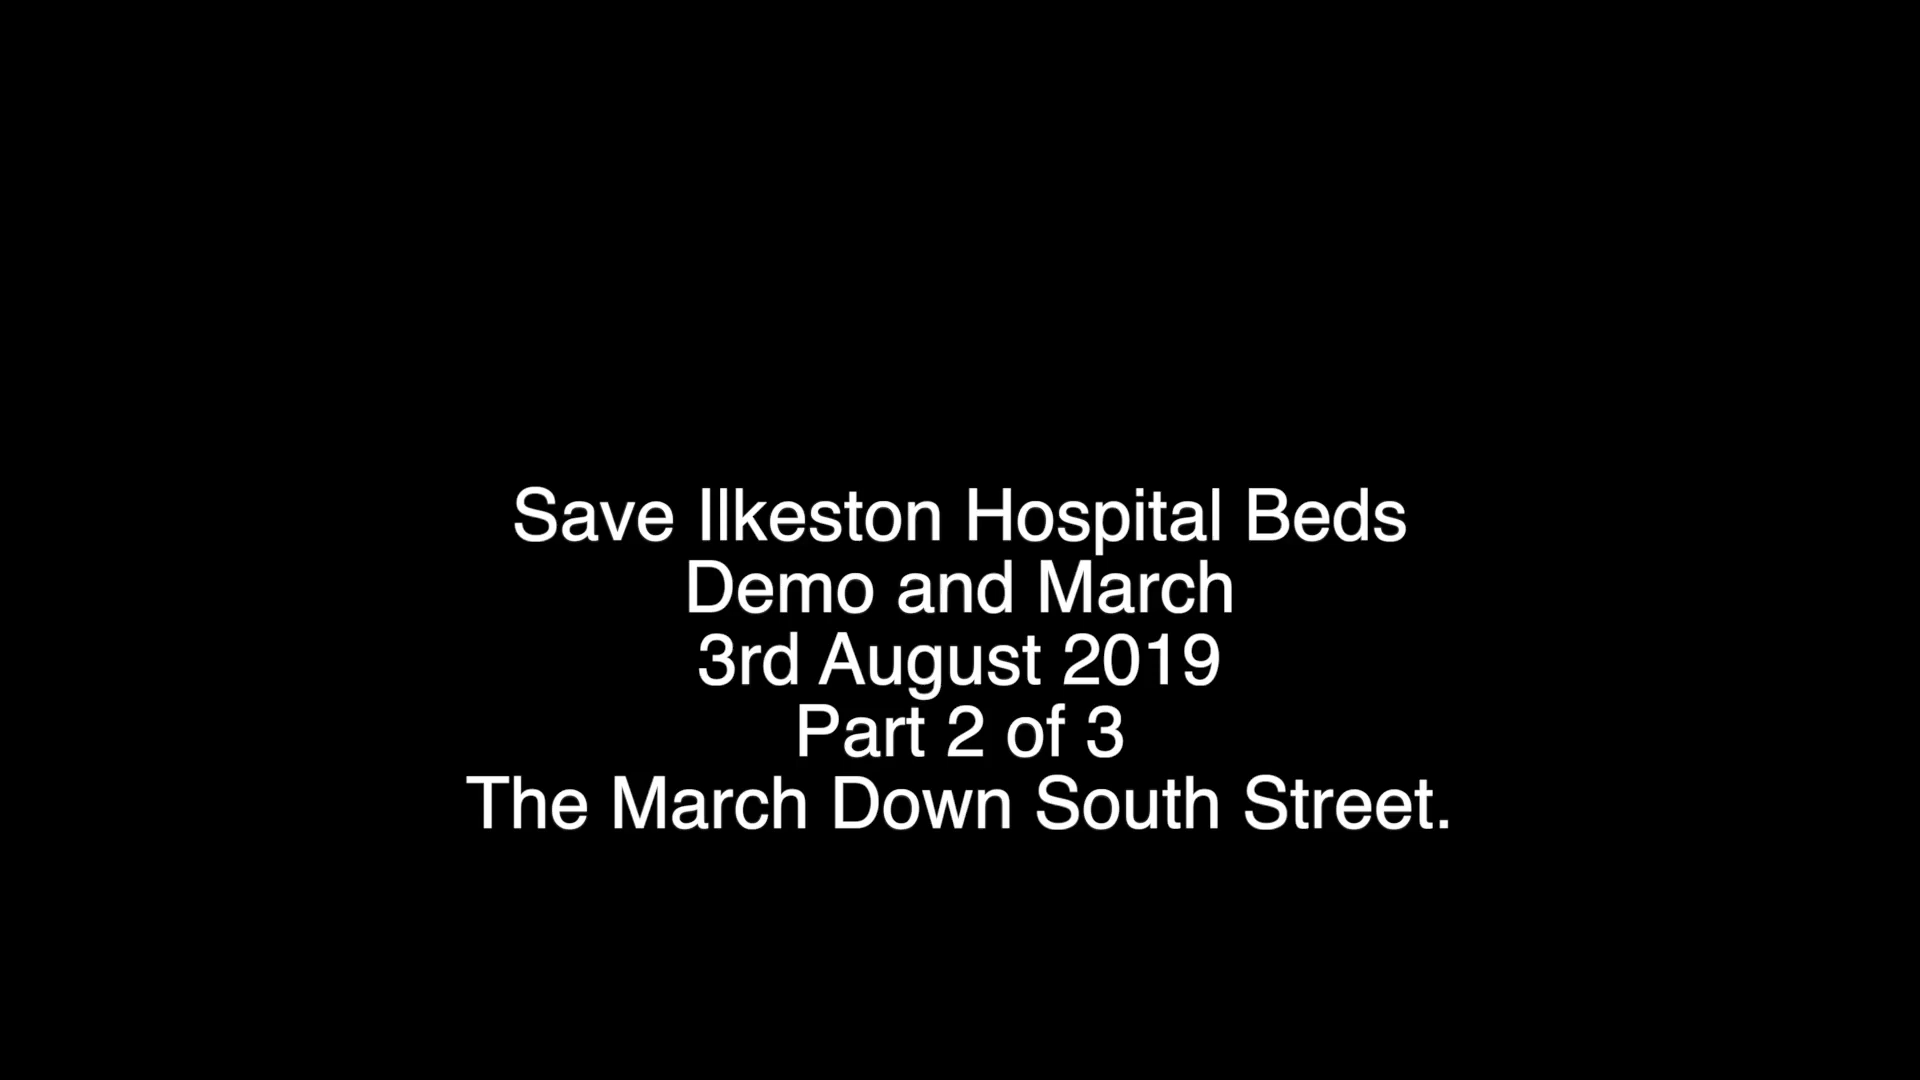 Save Ilkeston Hospital Beds
Demo and March
3rd August 2019
Part 2 of 3
The March Down South Street.